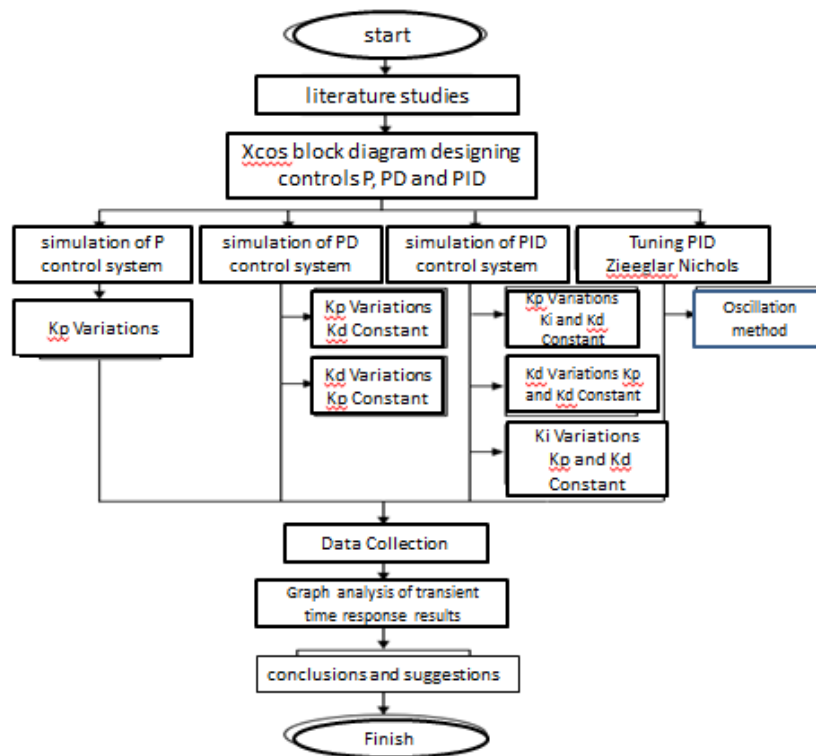 start
literature studies
Xcos block diagram designing
controls P, PD and PID
simulation of P
control system
simulation of PD
control system
simulation of PID
control system
Tuning PID
Zieeglar Nichols
Kp Variations
Kp Variations
Kd Constant
Kd Variations
Kp Constant
Kp Variations
Ki and Kd
Constant
Kd Variations Kp
and Kd Constant
Ki Variations
Kp and Kd
Constant
Oscillation
method
Data Collection
Graph analysis of transient
time response results
conclusions and suggestions
Finish